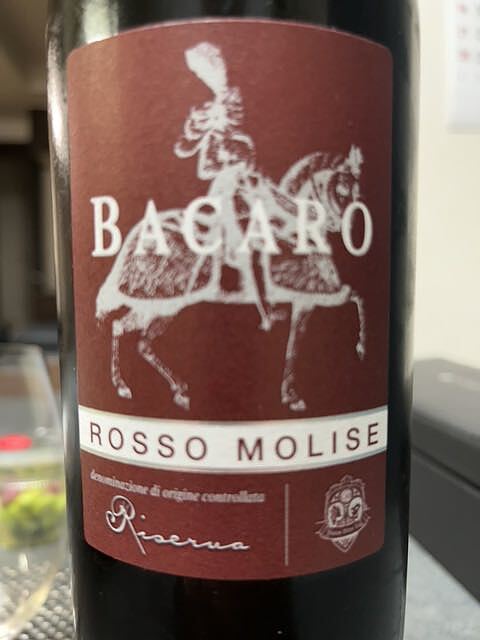 BACARO
ROSSO MOLISE
denominazione di origine controllata
Riserva